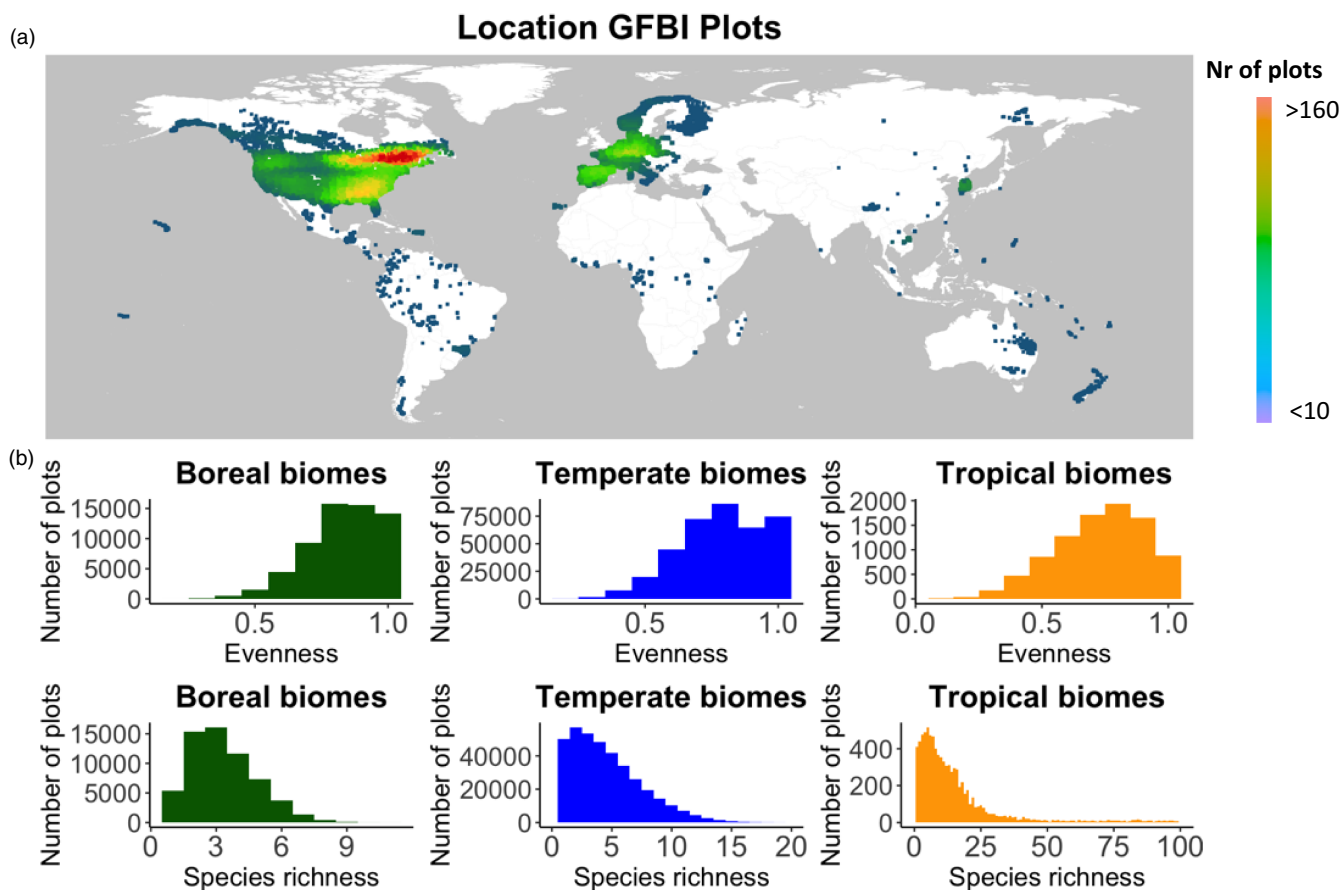 (a)
Location GFBI Plots
Nr of plots
>160
<10
(b)
Boreal biomes
Number of plots
15000
10000
5000
0
0.5
1.0
Evenness
Temperate biomes
Number of plots
75000
50000
25000
0
0.5
1.0
Evenness
Tropical biomes
Number of plots
2000
1500
1000
500
0
0.0
0.5
1.0
Evenness
Boreal biomes
Number of plots
15000
10000
5000
0
0
3
6
9
Species richness
Temperate biomes
Number of plots
40000
20000
0
0
5
10
15
20
Species richness
Tropical biomes
Number of plots
400
200
0
0
25
50
75
100
Species richness